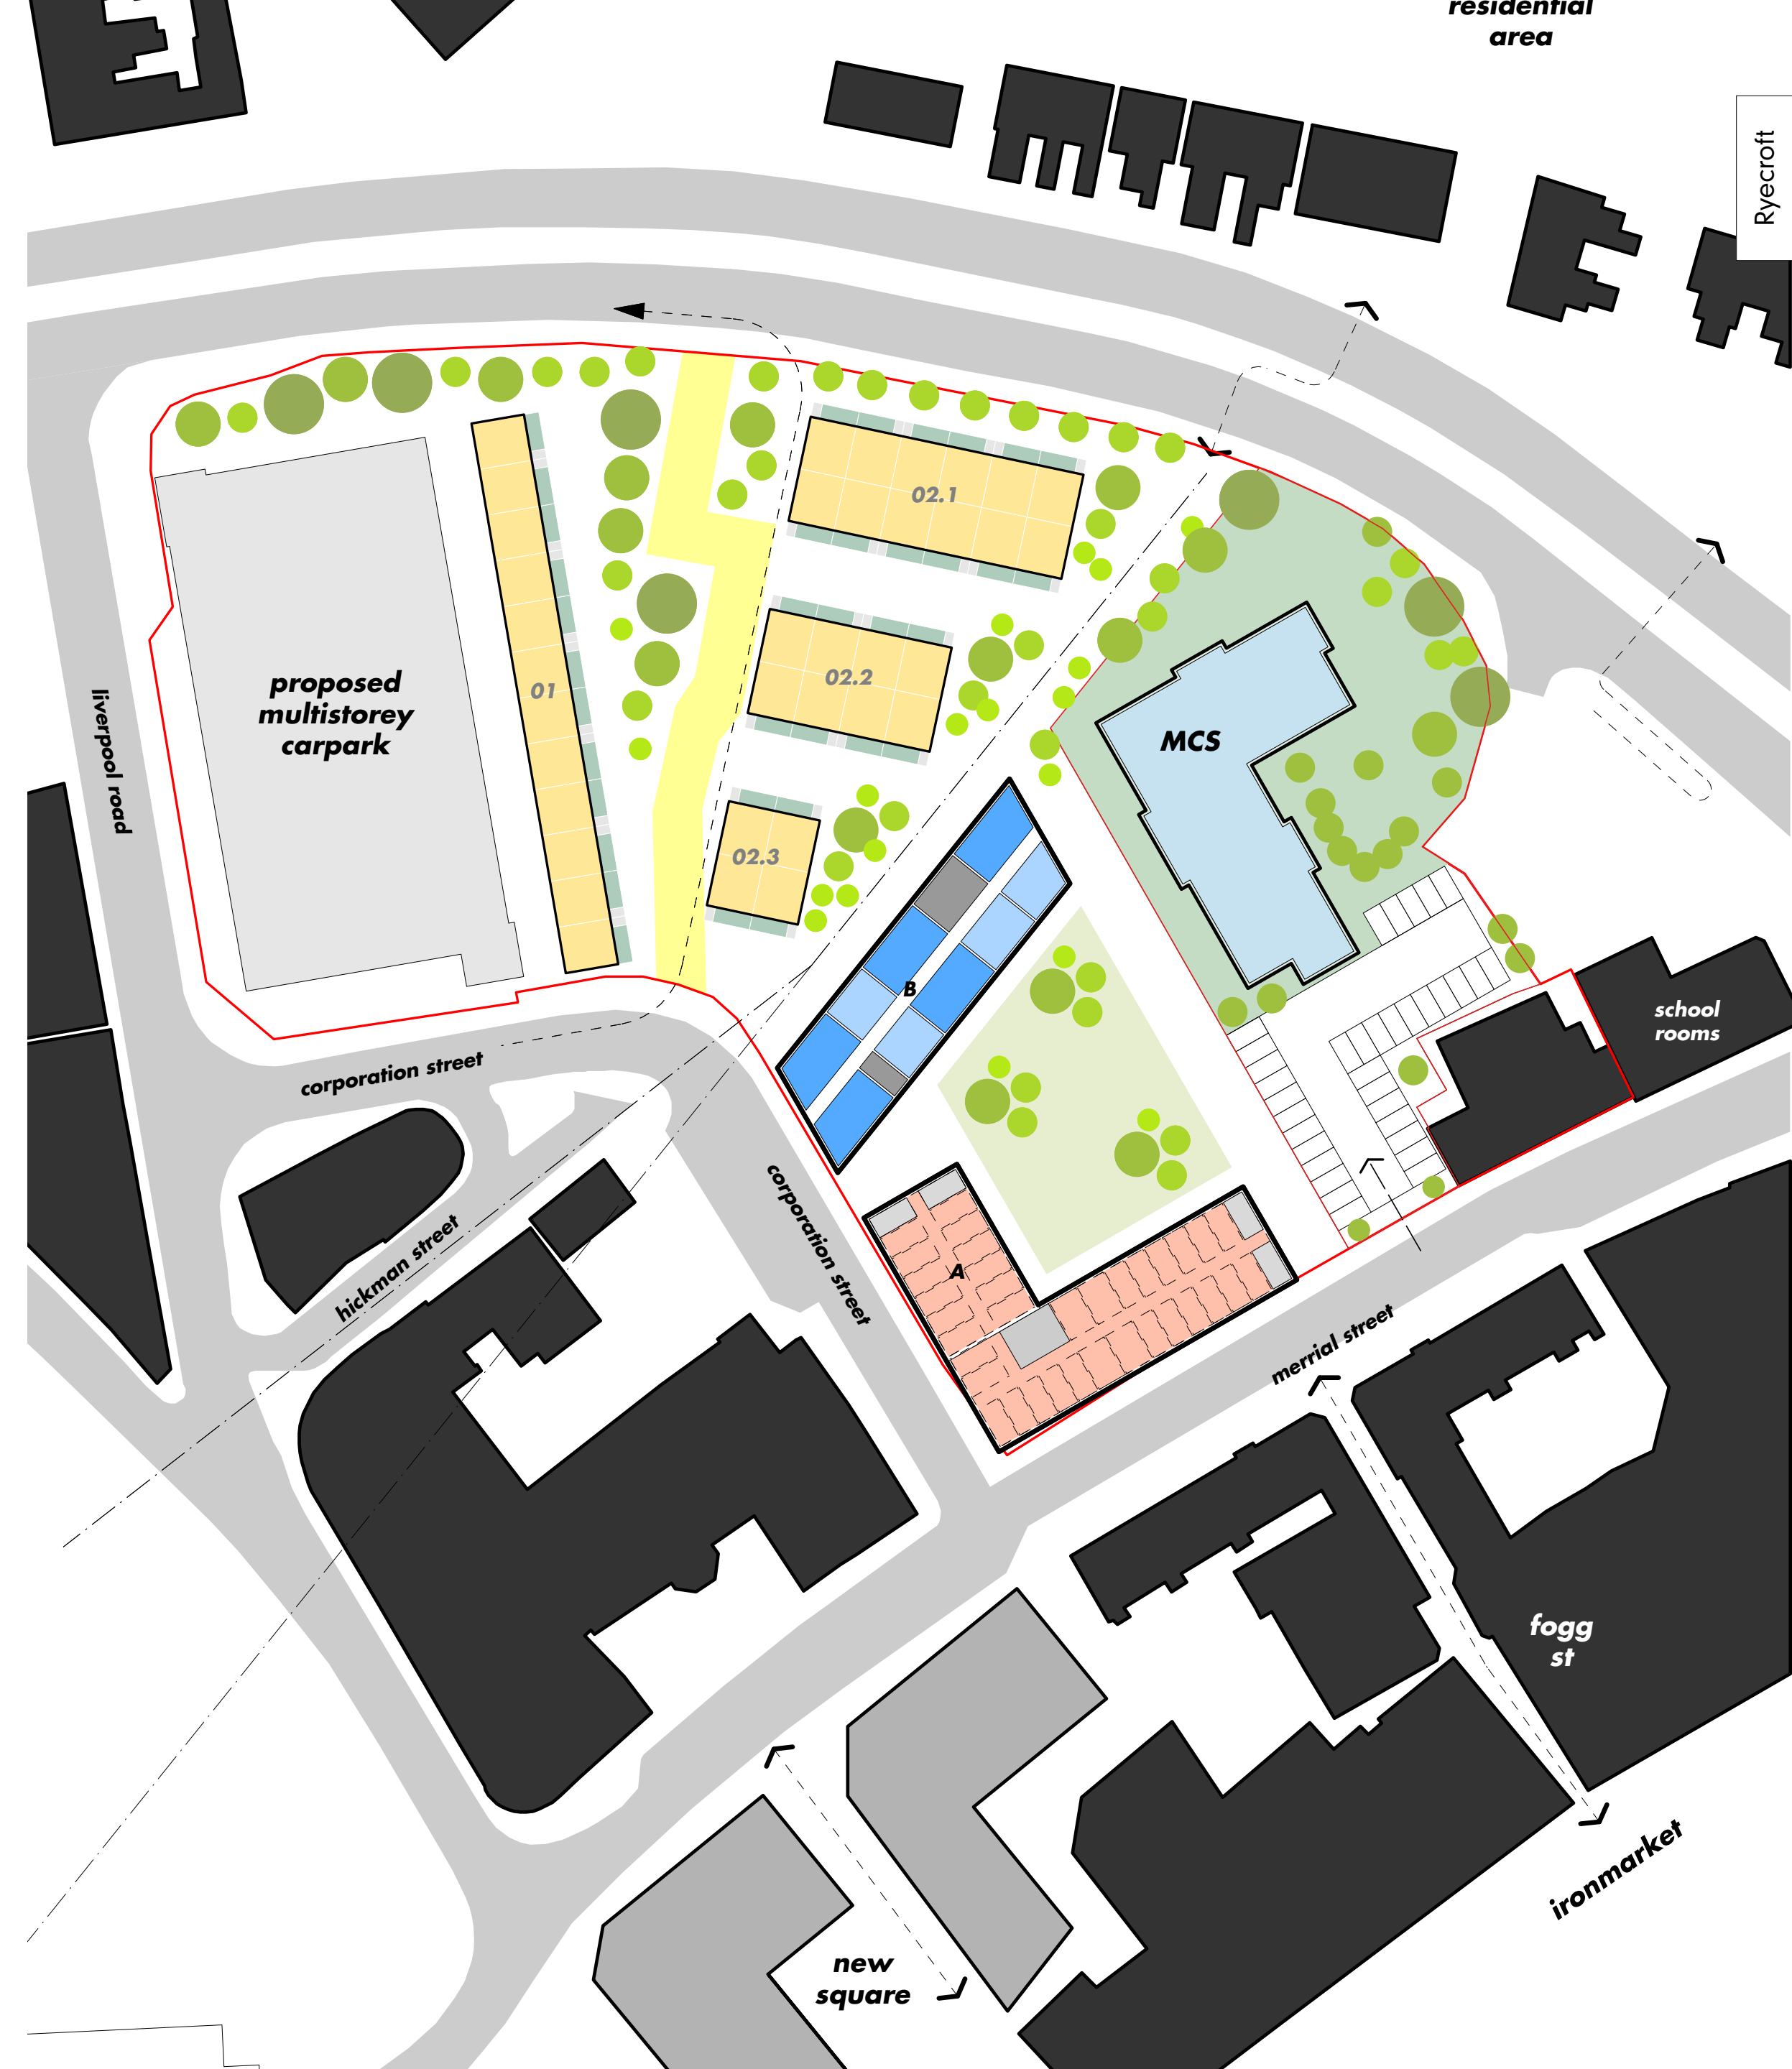 residential
area
Ryecroft
02.1
proposed
multistorey
carpark
01
02.2
MCS
liverpool road
02.3
B
school
rooms
corporation street
hickman street
corporation street
A
merrial street
fogg
st
ironmarket
new
square